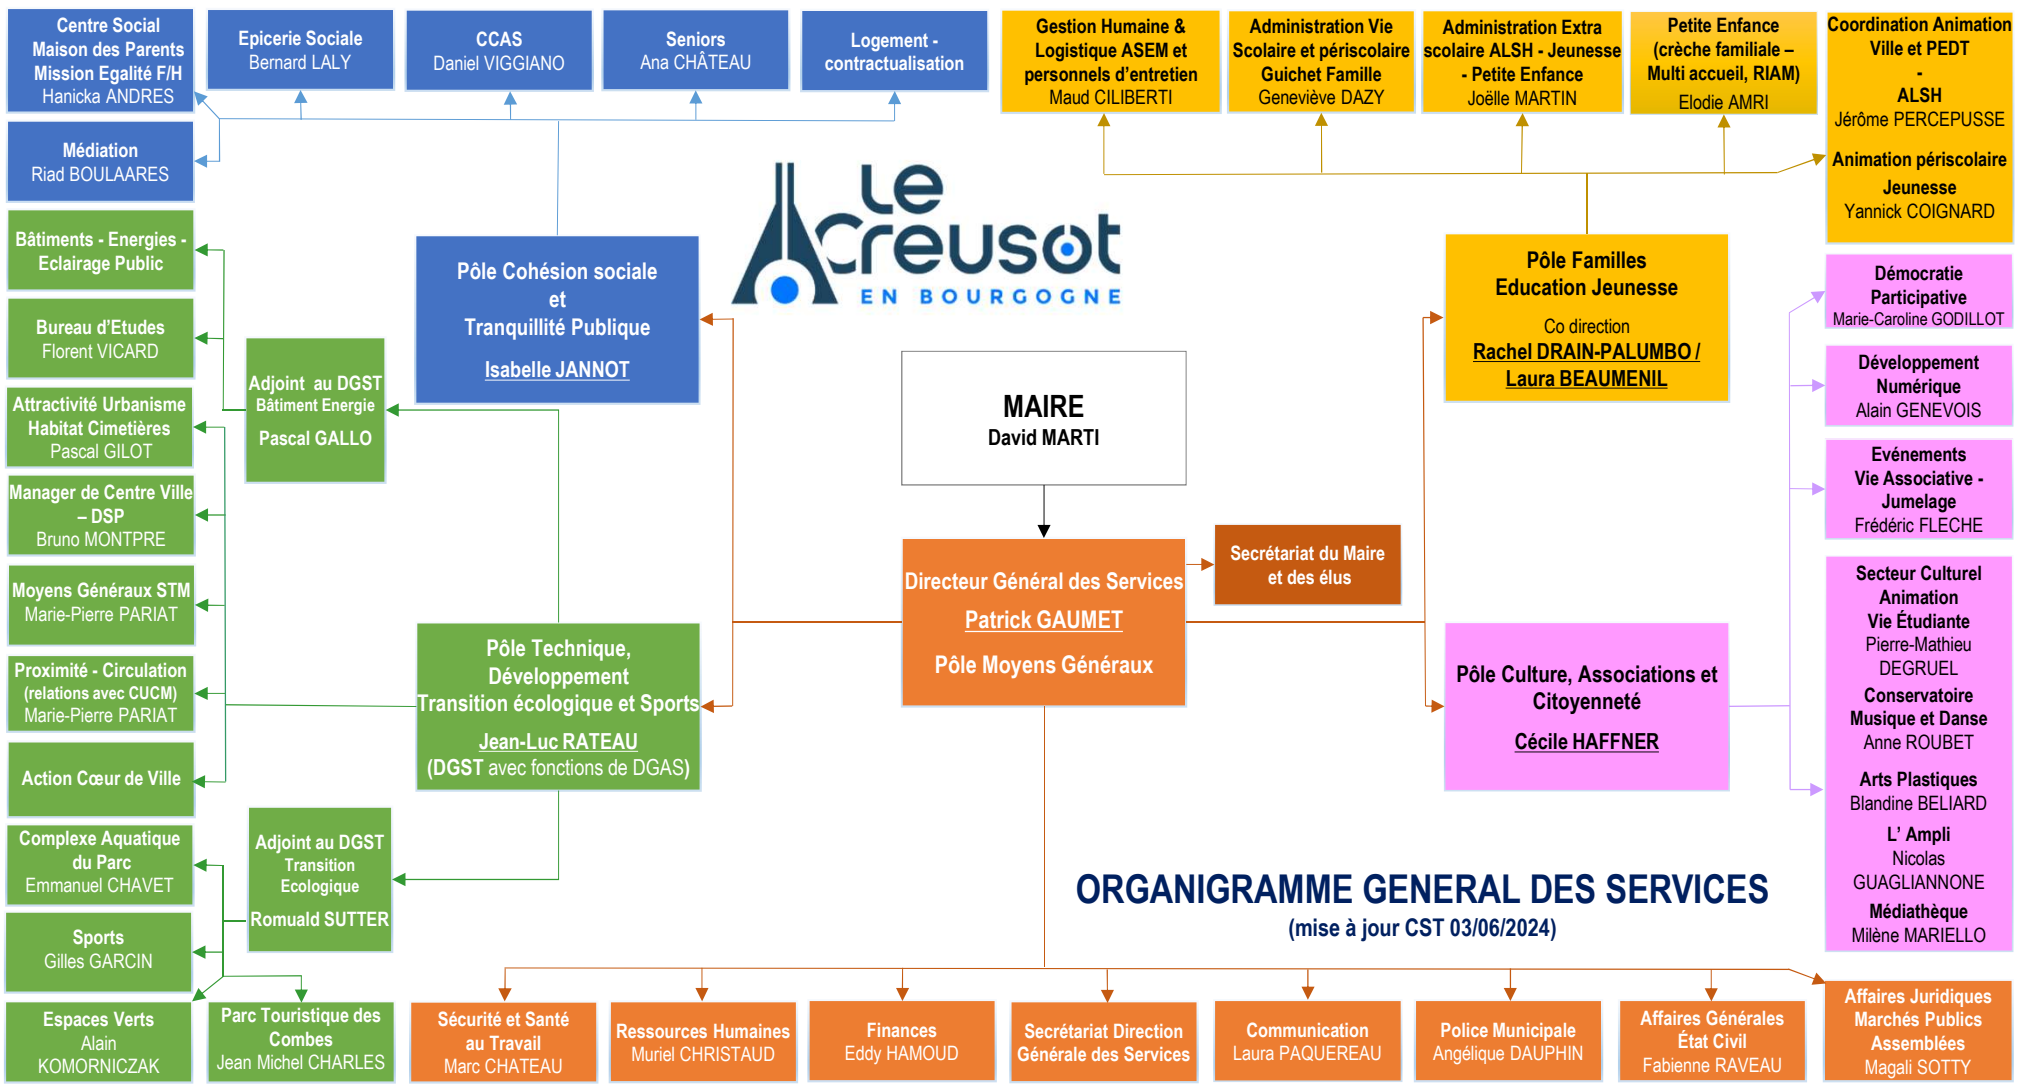 Centre Social
Maison des Parents
Mission Egalité F/H
Hanicka ANDRES
Epicerie Sociale
Bernard LALY
CCAS
Daniel VIGGIANO
Seniors
Ana CHÂTEAU
Logement -
contractualisation
Gestion Humaine &
Logistique ASEM et
personnels d'entretien
Maud CILIBERTI
Administration Vie
Scolaire et périscolaire
Guichet Famille
Geneviève DAZY
Administration Extra
scolaire ALSH - Jeunesse
- Petite Enfance
Joëlle MARTIN
Petite Enfance
(crèche familiale –
Multi accueil, RIAM)
Elodie AMRI
Coordination Animation
Ville et PEDT
-
ALSH
Jérôme PERCEPUSSE
Animation périscolaire
Jeunesse
Yannick COIGNARD
Médiation
Riad BOULAARES
LE
CREUSOT
EN BOURGOGNE
Bâtiments - Energies -
Eclairage Public
Bureau d'Etudes
Florent VICARD
Attractivité Urbanisme
Habitat Cimetières
Pascal GILOT
Manager de Centre Ville
– DSP
Bruno MONTPRE
Moyens Généraux STM
Marie-Pierre PARIAT
Proximité - Circulation
(relations avec CUCM)
Marie-Pierre PARIAT
Action Cœur de Ville
Complexe Aquatique
du Parc
Emmanuel CHAVET
Sports
Gilles GARCIN
Espaces Verts
Alain
KOMORNICZAK
Parc Touristique des
Combes
Jean Michel CHARLES
Adjoint au DGST
Bâtiment Energie
Pascal GALLO
Adjoint au DGST
Transition
Ecologique
Romuald SUTTER
Pôle Cohésion sociale
et
Tranquillité Publique
Isabelle JANNOT
Pôle Technique,
Développement
Transition écologique et Sports
Jean-Luc RATEAU
(DGST avec fonctions de DGAS)
MAIRE
David MARTI
Directeur Général des Services
Patrick GAUMET
Pôle Moyens Généraux
Secrétariat du Maire
et des élus
Pôle Familles
Education Jeunesse
Co direction
Rachel DRAIN-PALUMBO /
Laura BEAUMENIL
Pôle Culture, Associations et
Citoyenneté
Cécile HAFFNER
Démocratie
Participative
Marie-Caroline GODILLOT
Développement
Numérique
Alain GENEVOIS
Evénements
Vie Associative -
Jumelage
Frédéric FLECHE
Secteur Culturel
Animation
Vie Étudiante
Pierre-Mathieu
DEGRUEL
Conservatoire
Musique et Danse
Anne ROUBET
Arts Plastiques
Blandine BELIARD
L' Ampli
Nicolas
GUAGLIANNONE
Médiathèque
Milène MARIELLO
ORGANIGRAMME GENERAL DES SERVICES
(mise à jour CST 03/06/2024)
Sécurité et Santé
au Travail
Marc CHATEAU
Ressources Humaines
Muriel CHRISTAUD
Finances
Eddy HAMOUD
Secrétariat Direction
Générale des Services
Communication
Laura PAQUEREAU
Police Municipale
Angélique DAUPHIN
Affaires Générales
État Civil
Fabienne RAVEAU
Affaires Juridiques
Marchés Publics
Assemblées
Magali SOTTY